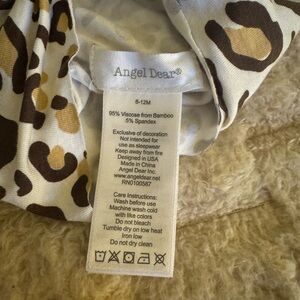 Angel Dear®
6-12M
95% Viscose from Bamboo
5% Spandex
Exclusive of decoration
Not intended for
use as sleepwear
Keep away from fire
Designed in USA
Made in China
Angel Dear Inc.
www.angeldear.net
RN0100587
Care Instructions:
Wash before use
Machine wash cold
with like colors
Do not bleach
Tumble dry on low heat
Iron low
Do not dry clean